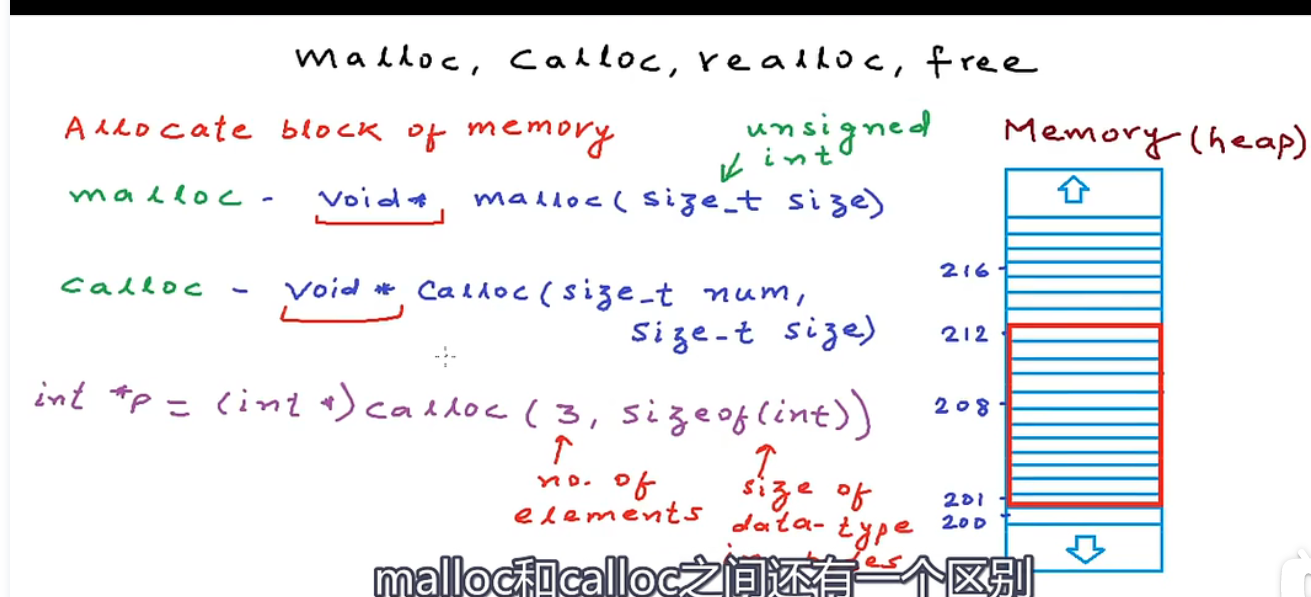 malloc, calloc, realloc, free
Allocate block of memory
unsigned
int
Memory (heap)
malloc - void* malloc(size_t size)
216
calloc - void* calloc(size_t num,
size_t size)
212
int *p = (int *)calloc(3, sizeof(int))
208
no. of
elements
size of
data-type
201
200
malloc和calloc之间还有一个区别